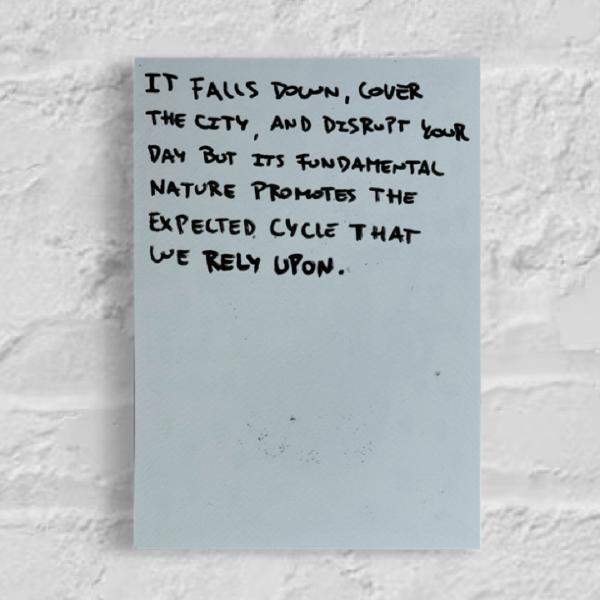 IT FALLS DOWN, COVER
THE CITY, AND DISRUPT YOUR
DAY BUT ITS FUNDAMENTAL
NATURE PROMOTES THE
EXPECTED CYCLE THAT
WE RELY UPON.